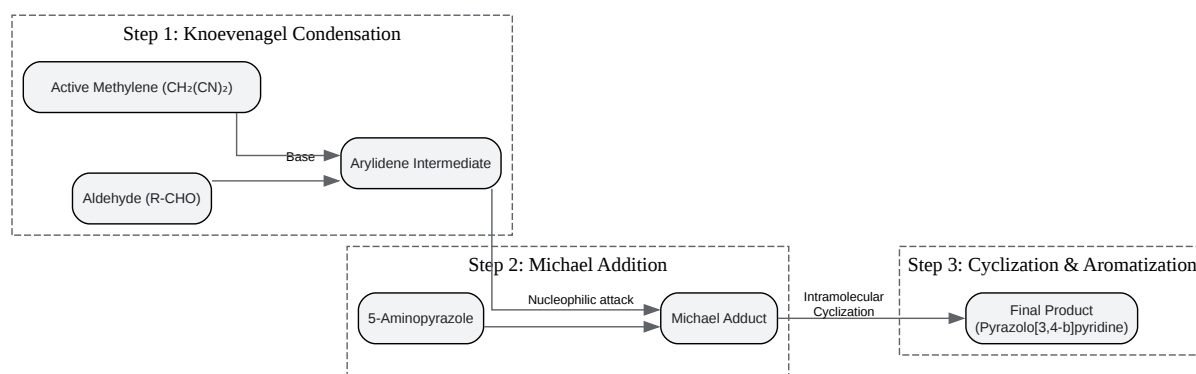 Step 1: Knoevenagel Condensation
Active Methylene (CH₂(CN)₂)
Base
Arylidene Intermediate
Aldehyde (R-CHO)
Step 2: Michael Addition
5-Aminopyrazole
Nucleophilic attack
Michael Adduct
Intramolecular
Cyclization
Step 3: Cyclization & Aromatization
Final Product
(Pyrazolo[3,4-b]pyridine)